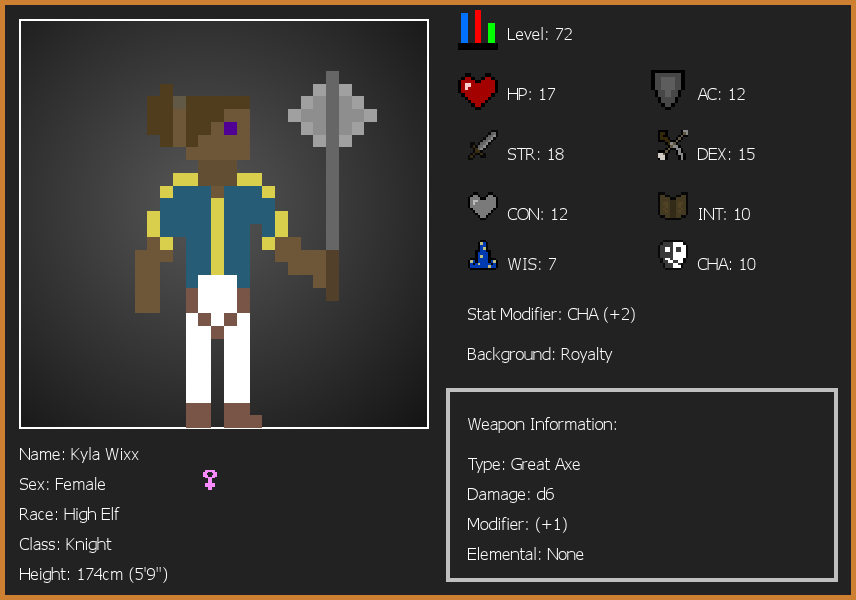 Level: 72
HP: 17
AC: 12
STR: 18
DEX: 15
CON: 12
INT: 10
WIS: 7
CHA: 10
Stat Modifier: CHA (+2)
Background: Royalty
Weapon Information:
Type: Great Axe
Damage: d6
Modifier: (+1)
Elemental: None
Name: Kyla Wixx
Sex: Female
Race: High Elf
Class: Knight
Height: 174cm (5'9")